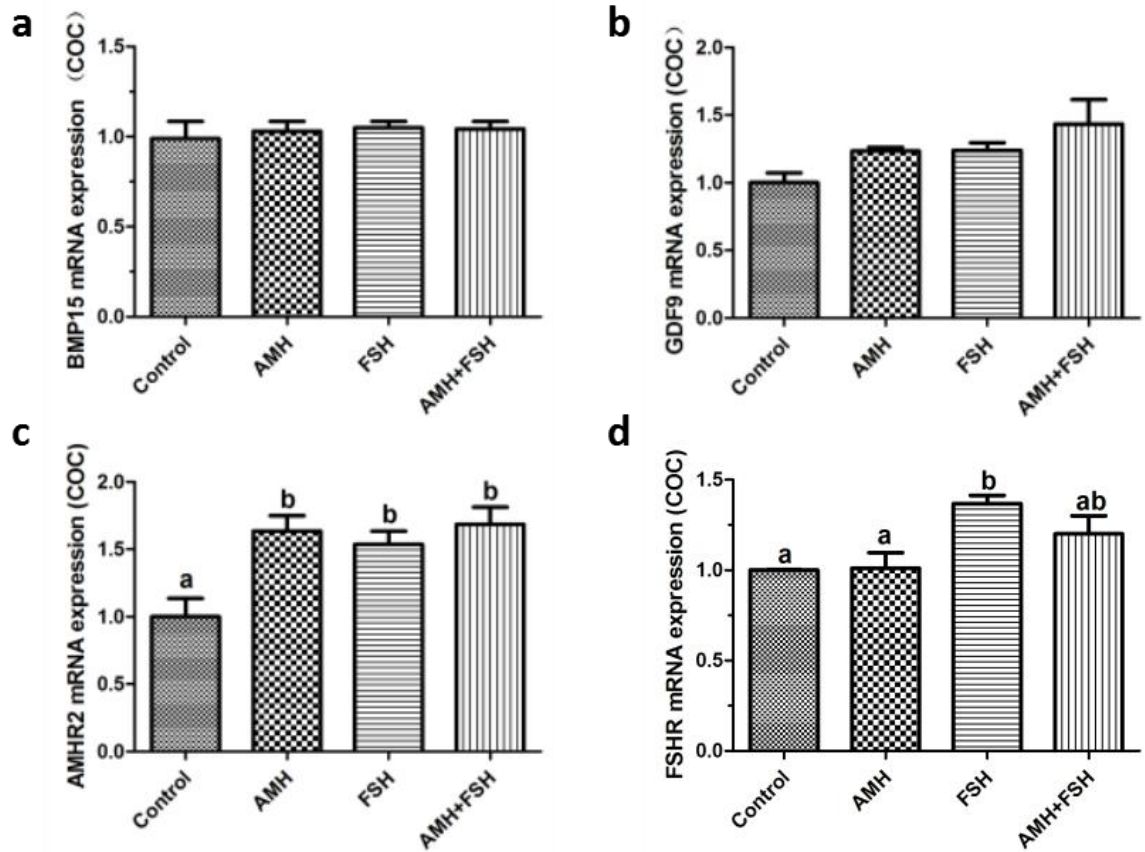 a
BMP15 mRNA expression （COC）
1.5
1.0
0.5
0.0
Control
AMH
FSH
AMH+FSH
b
GDF9 mRNA expression (COC)
2.0
1.5
1.0
0.5
0.0
Control
AMH
FSH
AMH+FSH
c
AMHR2 mRNA expression (COC)
2.0
1.5
1.0
0.5
0.0
a
b
b
b
Control
AMH
FSH
AMH+FSH
d
FSHR mRNA expression (COC)
1.5
1.0
0.5
0.0
a
a
b
ab
Control
AMH
FSH
AMH+FSH